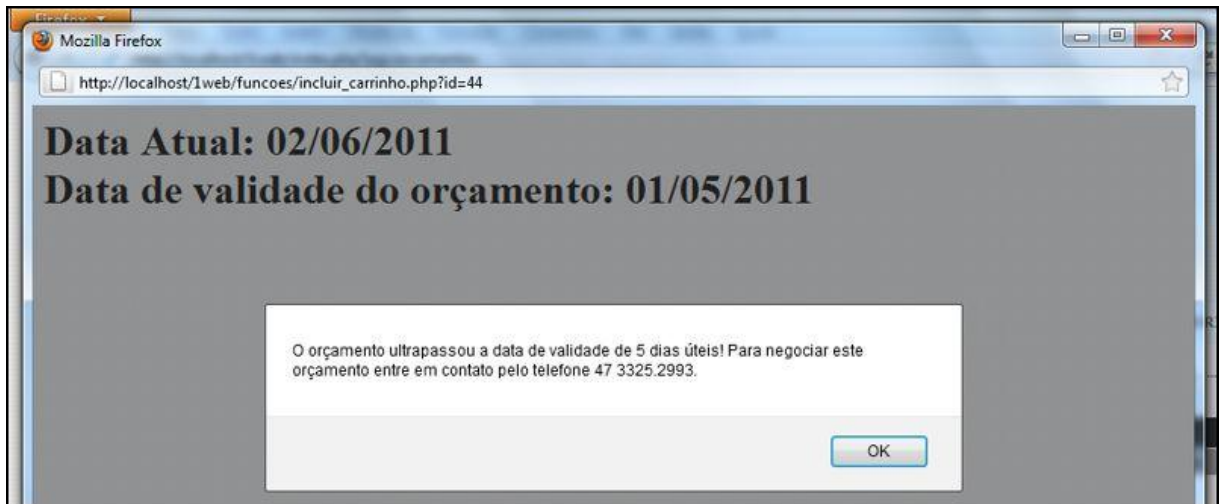 Firefox
Mozilla Firefox
http://localhost/1web/funcoes/incluir_carrinho.php?id=44
Data Atual: 02/06/2011
Data de validade do orçamento: 01/05/2011
O orçamento ultrapassou a data de validade de 5 dias úteis! Para negociar este
orçamento entre em contato pelo telefone 47 3325.2993.
OK